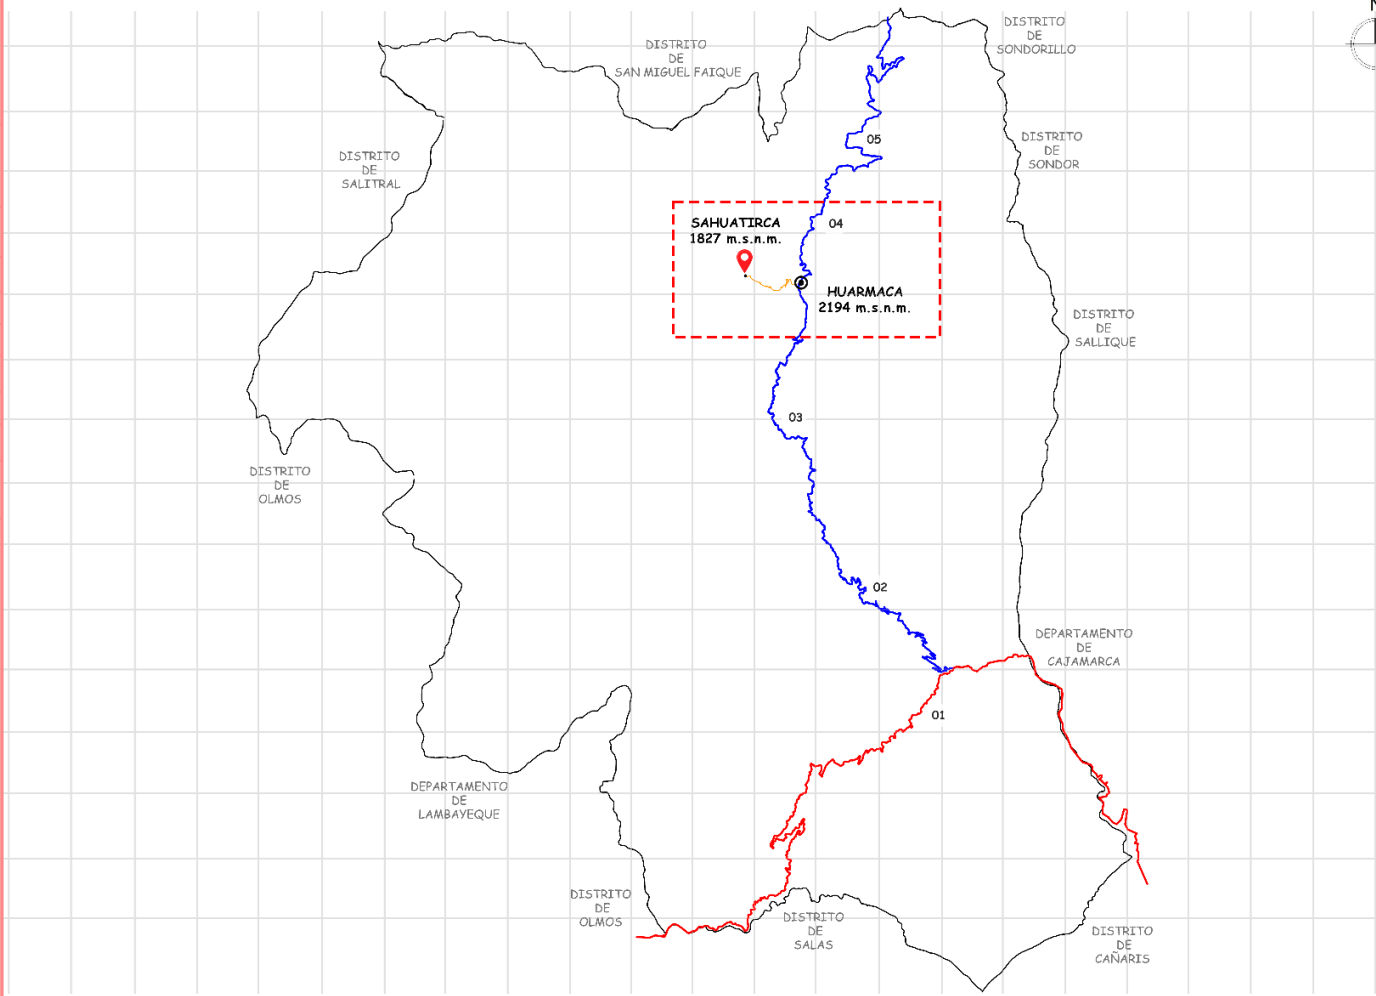 DISTRITO
DE
SONDORILLO
DISTRITO
DE
SAN MIGUEL FAIQUE
05
DISTRITO
DE
SONDOR
DISTRITO
DE
SALITRAL
SAHUATIRCA
1827 m.s.n.m.
04
HUARMACA
2194 m.s.n.m.
DISTRITO
DE
SALLIQUE
03
DISTRITO
DE
OLMOS
02
DEPARTAMENTO
DE
CAJAMARCA
01
DEPARTAMENTO
DE
LAMBAYEQUE
DISTRITO
DE
OLMOS
DISTRITO
DE
SALAS
DISTRITO
DE
CAÑARIS